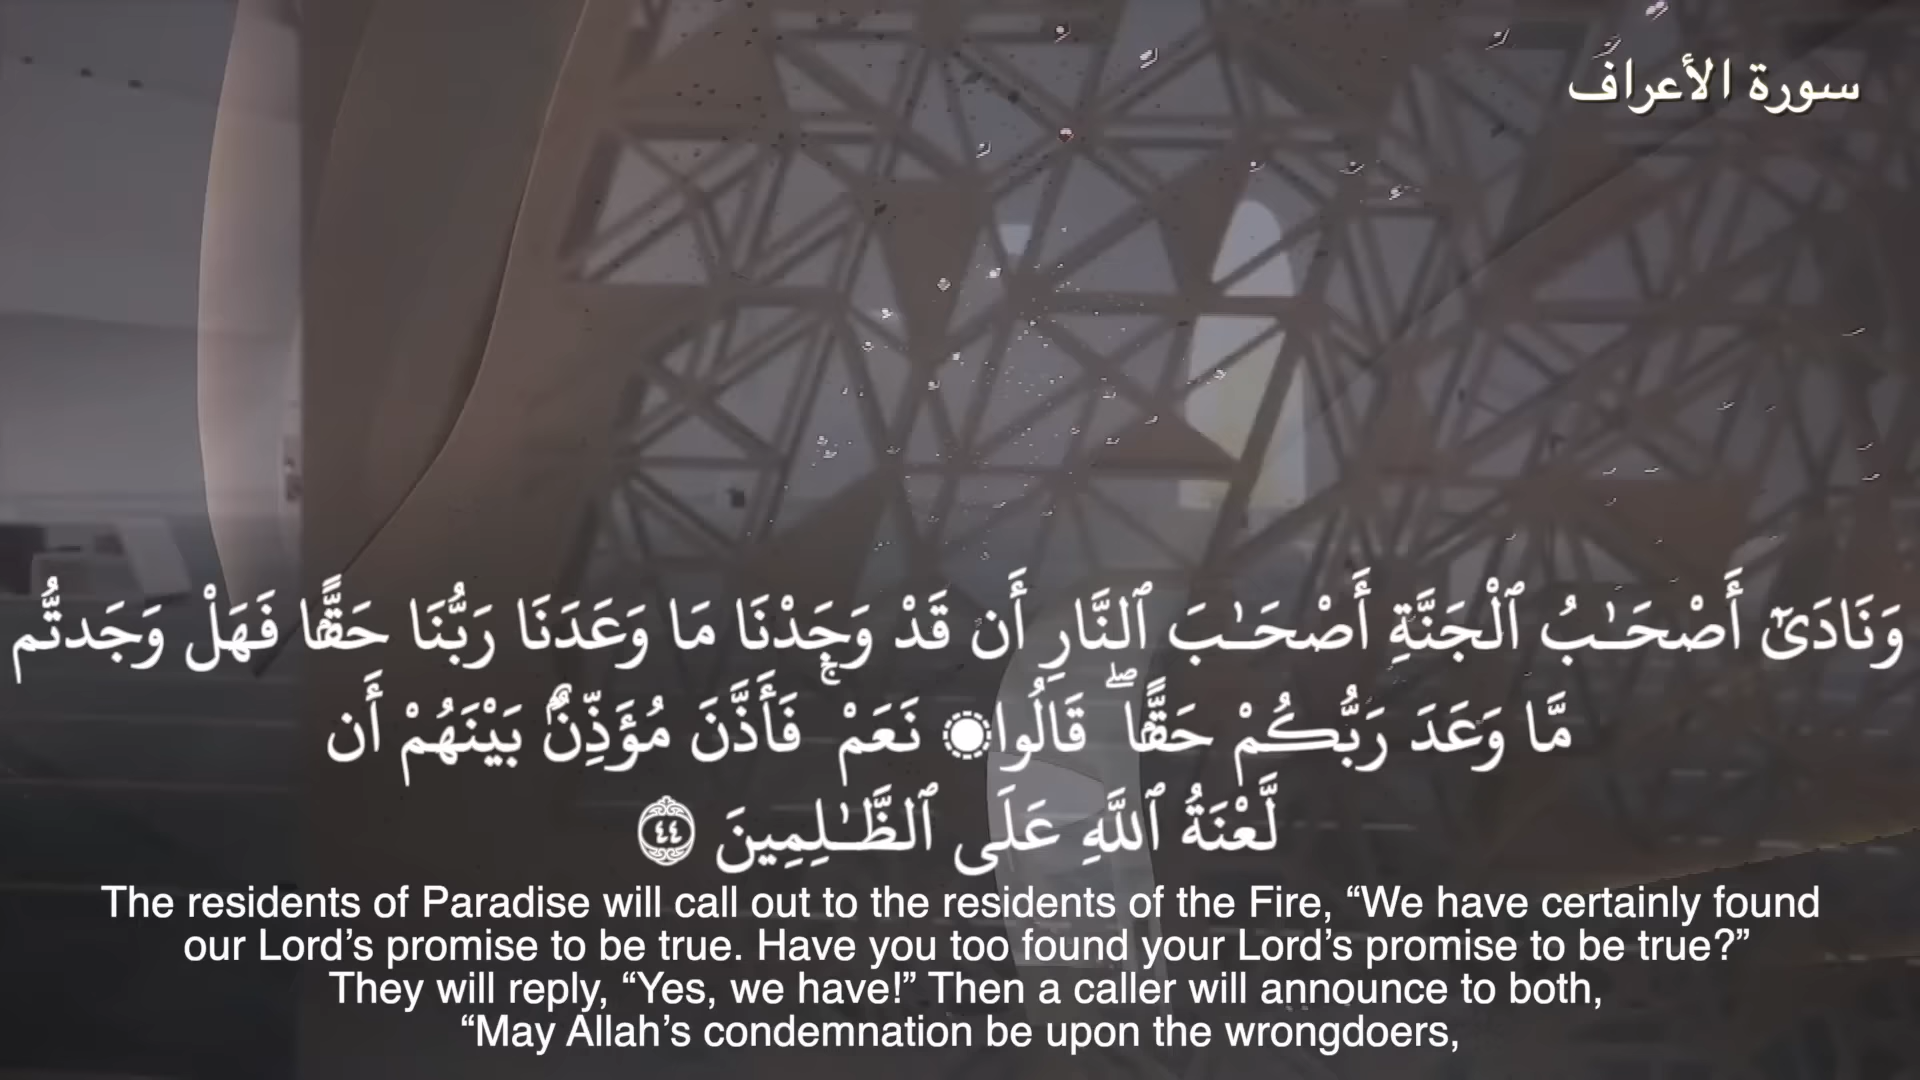 سورة الأعراف
وَنَادَىٰٓ أَصْحَـٰبُ ٱلْجَنَّةِ أَصْحَـٰبَ ٱلنَّارِ أَن قَدْ وَجَدْنَا مَا وَعَدَنَا رَبُّنَا حَقًّۭا فَهَلْ وَجَدتُّم
مَّا وَعَدَ رَبُّكُمْ حَقًّۭا ۖ قَالُوا۟ نَعَمْ ۚ فَأَذَّنَ مُؤَذِّنٌۢ بَيْنَهُمْ أَن
لَّعْنَةُ ٱللَّهِ عَلَى ٱلظَّـٰلِمِينَ ٤٤
The residents of Paradise will call out to the residents of the Fire, “We have certainly found
our Lord’s promise to be true. Have you too found your Lord’s promise to be true?”
They will reply, “Yes, we have!” Then a caller will announce to both,
“May Allah’s condemnation be upon the wrongdoers,